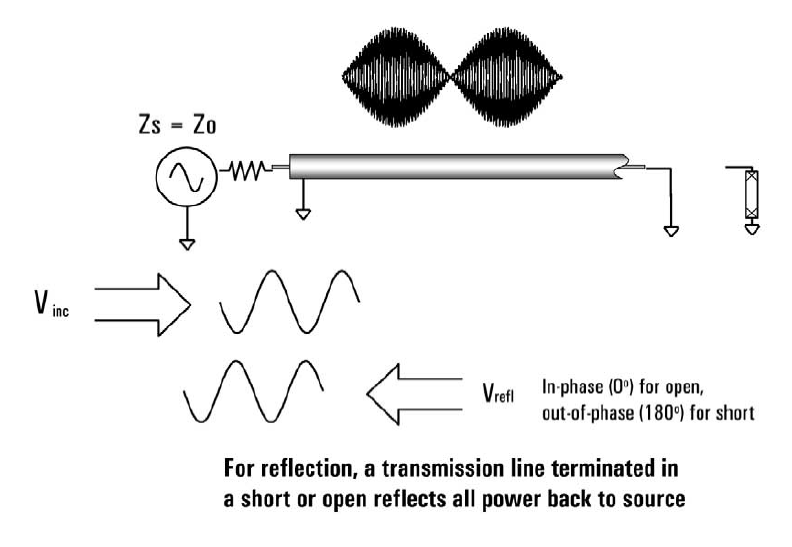 Zs = Zo
V inc
Vrefl
In-phase (0º) for open,
out-of-phase (180º) for short
For reflection, a transmission line terminated in
a short or open reflects all power back to source